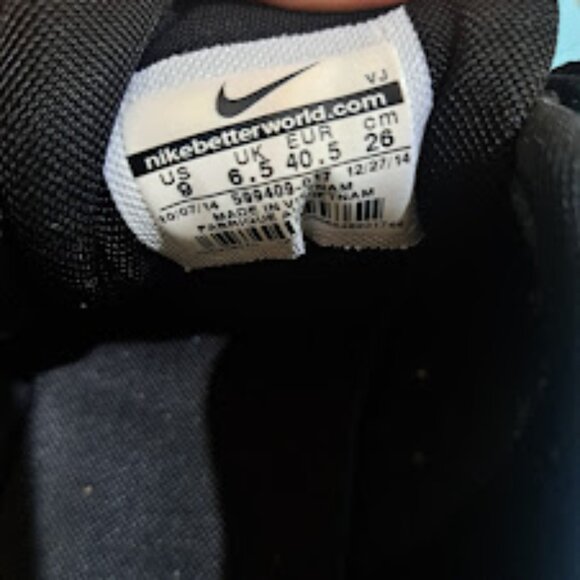 VJ
nikebetterworld.com
US UK EUR cm
9 6.5 40.5 26
10/07/14 12/27/14
MADE IN
FABRIQUE